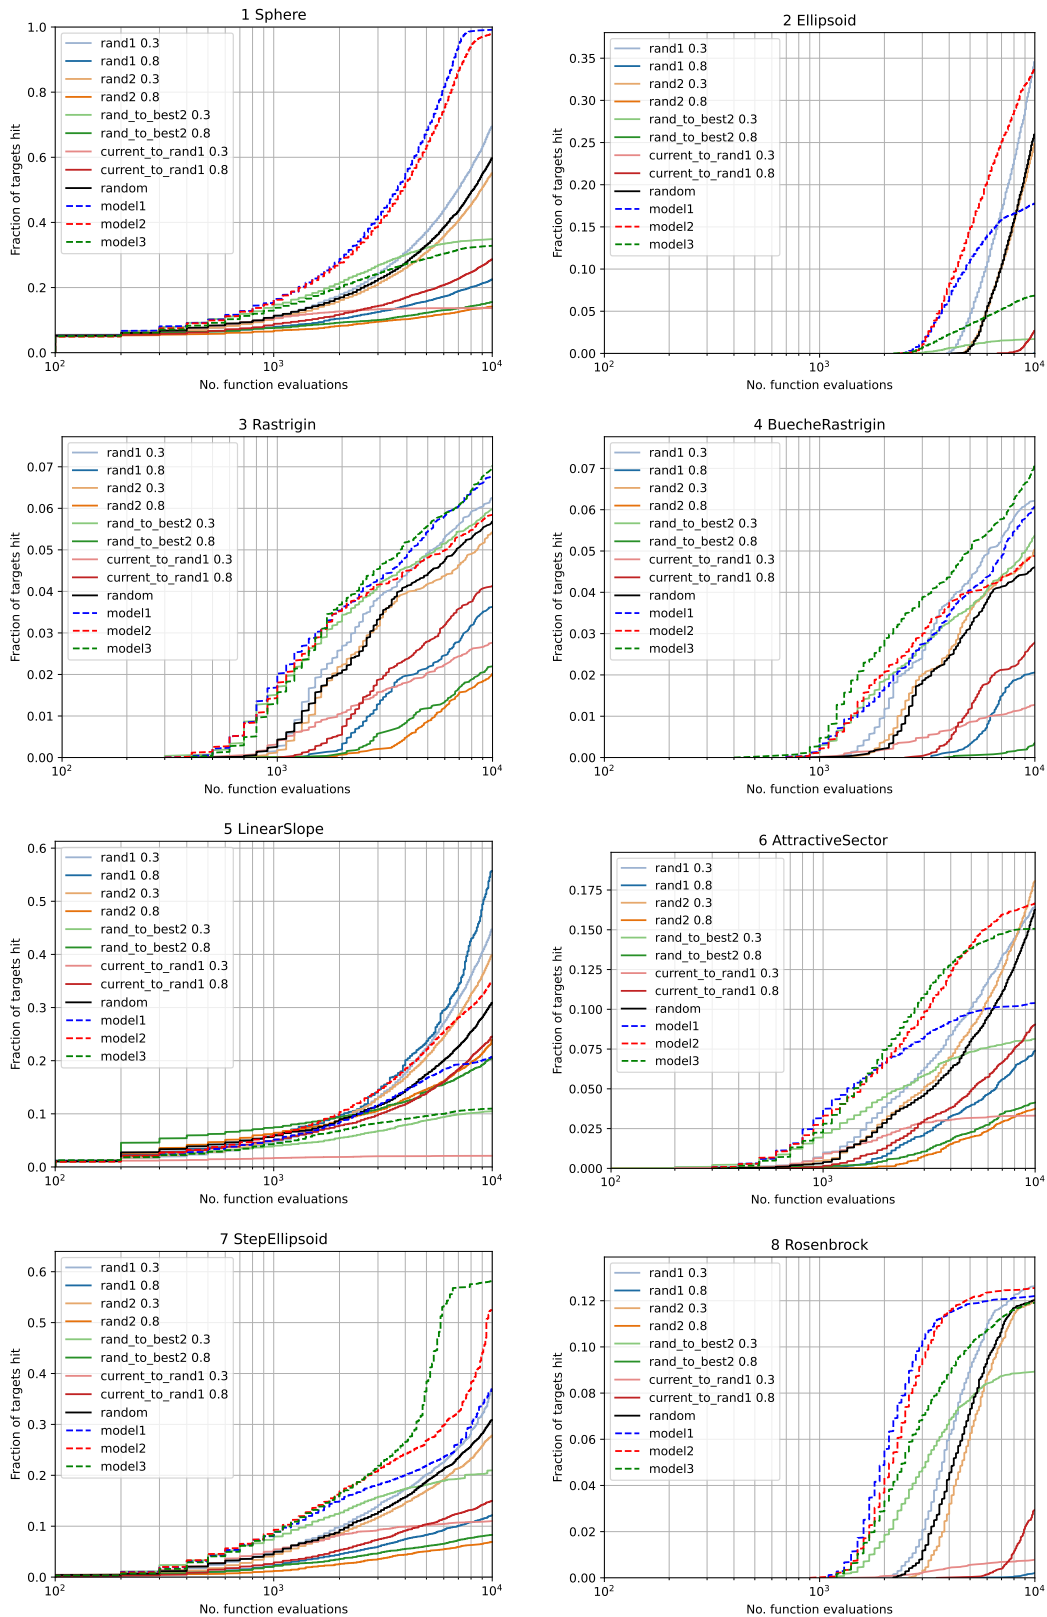 1 Sphere
Fraction of targets hit
1.0
0.8
0.6
0.4
0.2
0.0
rand1 0.3
rand1 0.8
rand2 0.3
rand2 0.8
rand_to_best2 0.3
rand_to_best2 0.8
current_to_rand1 0.3
current_to_rand1 0.8
random
model1
model2
model3
10²
10³
10⁴
No. function evaluations
2 Ellipsoid
Fraction of targets hit
0.35
0.30
0.25
0.20
0.15
0.10
0.05
0.00
rand1 0.3
rand1 0.8
rand2 0.3
rand2 0.8
rand_to_best2 0.3
rand_to_best2 0.8
current_to_rand1 0.3
current_to_rand1 0.8
random
model1
model2
model3
10²
10³
10⁴
No. function evaluations
3 Rastrigin
Fraction of targets hit
0.07
0.06
0.05
0.04
0.03
0.02
0.01
0.00
rand1 0.3
rand1 0.8
rand2 0.3
rand2 0.8
rand_to_best2 0.3
rand_to_best2 0.8
current_to_rand1 0.3
current_to_rand1 0.8
random
model1
model2
model3
10²
10³
10⁴
No. function evaluations
4 BuecheRastrigin
Fraction of targets hit
0.07
0.06
0.05
0.04
0.03
0.02
0.01
0.00
rand1 0.3
rand1 0.8
rand2 0.3
rand2 0.8
rand_to_best2 0.3
rand_to_best2 0.8
current_to_rand1 0.3
current_to_rand1 0.8
random
model1
model2
model3
10²
10³
10⁴
No. function evaluations
5 LinearSlope
Fraction of targets hit
0.6
0.5
0.4
0.3
0.2
0.1
0.0
rand1 0.3
rand1 0.8
rand2 0.3
rand2 0.8
rand_to_best2 0.3
rand_to_best2 0.8
current_to_rand1 0.3
current_to_rand1 0.8
random
model1
model2
model3
10²
10³
10⁴
No. function evaluations
6 AttractiveSector
Fraction of targets hit
0.175
0.150
0.125
0.100
0.075
0.050
0.025
0.000
rand1 0.3
rand1 0.8
rand2 0.3
rand2 0.8
rand_to_best2 0.3
rand_to_best2 0.8
current_to_rand1 0.3
current_to_rand1 0.8
random
model1
model2
model3
10²
10³
10⁴
No. function evaluations
7 StepEllipsoid
Fraction of targets hit
0.6
0.5
0.4
0.3
0.2
0.1
0.0
rand1 0.3
rand1 0.8
rand2 0.3
rand2 0.8
rand_to_best2 0.3
rand_to_best2 0.8
current_to_rand1 0.3
current_to_rand1 0.8
random
model1
model2
model3
10²
10³
10⁴
No. function evaluations
8 Rosenbrock
Fraction of targets hit
0.12
0.10
0.08
0.06
0.04
0.02
0.00
rand1 0.3
rand1 0.8
rand2 0.3
rand2 0.8
rand_to_best2 0.3
rand_to_best2 0.8
current_to_rand1 0.3
current_to_rand1 0.8
random
model1
model2
model3
10²
10³
10⁴
No. function evaluations